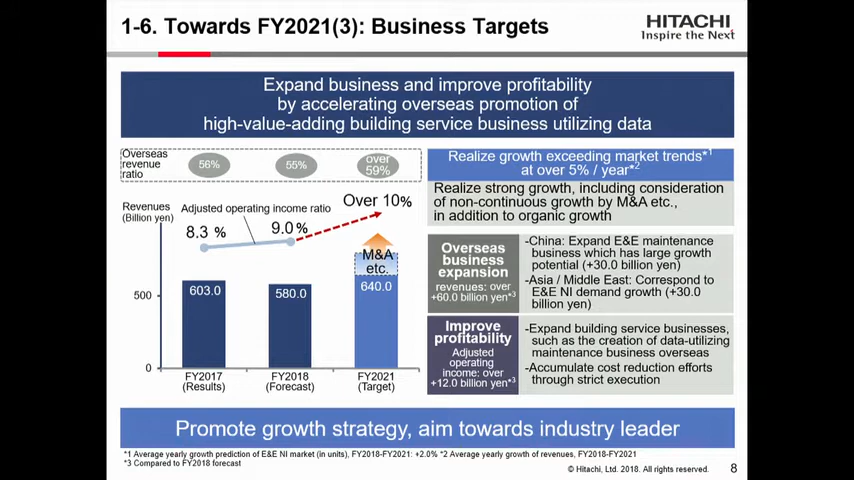 1-6. Towards FY2021(3): Business Targets
HITACHI
Inspire the Next
Expand business and improve profitability
by accelerating overseas promotion of
high-value-adding building service business utilizing data
Overseas
revenue
ratio
56%
55%
over
59%
Revenues
(Billion yen)
Adjusted operating income ratio
8.3 %
9.0 %
Over 10%
M&A
etc.
500
0
603.0
580.0
640.0
FY2017
(Results)
FY2018
(Forecast)
FY2021
(Target)
Realize growth exceeding market trends*1
at over 5% / year*2
Realize strong growth, including consideration
of non-continuous growth by M&A etc.,
in addition to organic growth
Overseas
business
expansion
revenues: over
+60.0 billion yen*3
-China: Expand E&E maintenance
business which has large growth
potential (+30.0 billion yen)
-Asia / Middle East: Correspond to
E&E NI demand growth (+30.0
billion yen)
Improve
profitability
Adjusted
operating
income: over
+12.0 billion yen*3
-Expand building service businesses,
such as the creation of data-utilizing
maintenance business overseas
-Accumulate cost reduction efforts
through strict execution
Promote growth strategy, aim towards industry leader
*1 Average yearly growth prediction of E&E NI market (in units), FY2018-FY2021: +2.0% *2 Average yearly growth of revenues, FY2018-FY2021
*3 Compared to FY2018 forecast
© Hitachi, Ltd. 2018. All rights reserved.
8